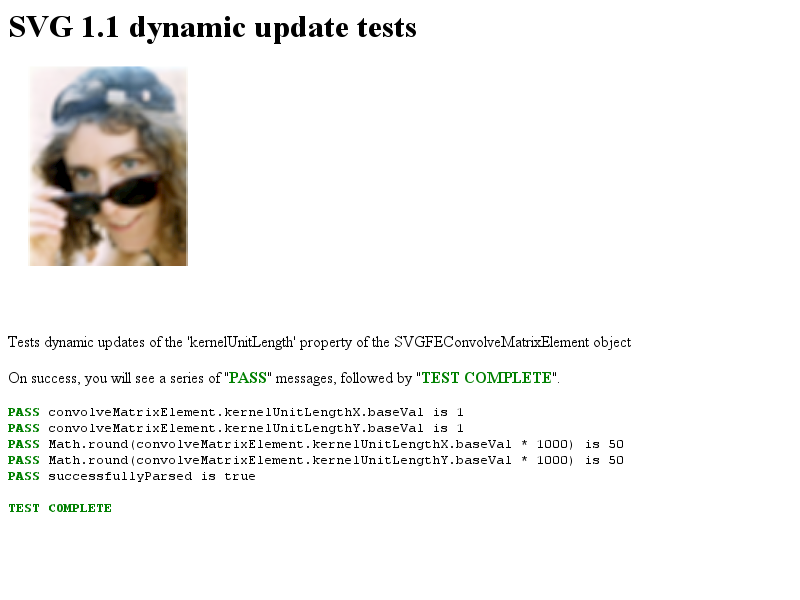 SVG 1.1 dynamic update tests
Tests dynamic updates of the 'kernelUnitLength' property of the SVGFEConvolveMatrixElement object
On success, you will see a series of "PASS" messages, followed by "TEST COMPLETE".
PASS convolveMatrixElement.kernelUnitLengthX.baseVal is 1
PASS convolveMatrixElement.kernelUnitLengthY.baseVal is 1
PASS Math.round(convolveMatrixElement.kernelUnitLengthX.baseVal * 1000) is 50
PASS Math.round(convolveMatrixElement.kernelUnitLengthY.baseVal * 1000) is 50
PASS successfullyParsed is true
TEST COMPLETE